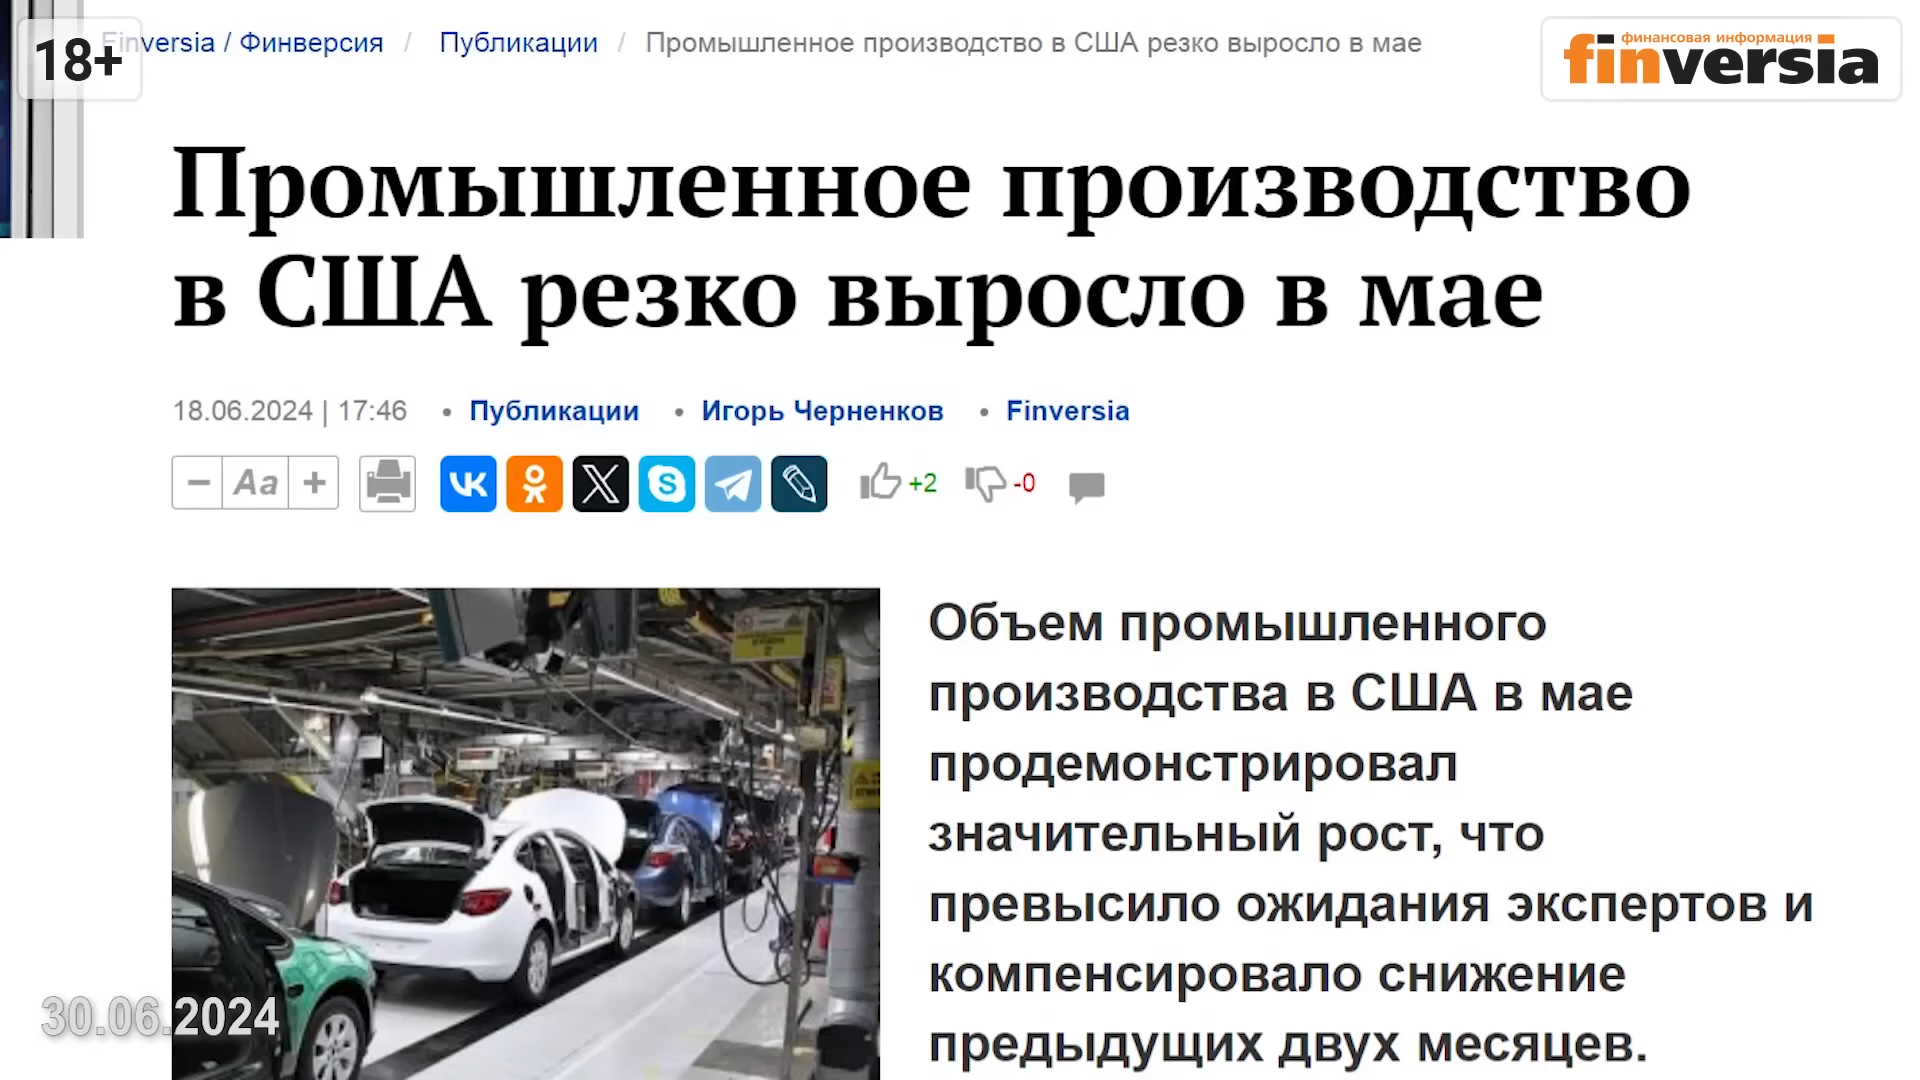 18+
Finversia / Финверсия / Публикации / Промышленное производство в США резко выросло в мае
финансовая информация
finversia
Промышленное производство
в США резко выросло в мае
18.06.2024 | 17:46 • Публикации • Игорь Черненков • Finversia
− Aa + +2 -0
Объем промышленного
производства в США в мае
продемонстрировал
значительный рост, что
превысило ожидания экспертов и
компенсировало снижение
предыдущих двух месяцев.
30.06.2024